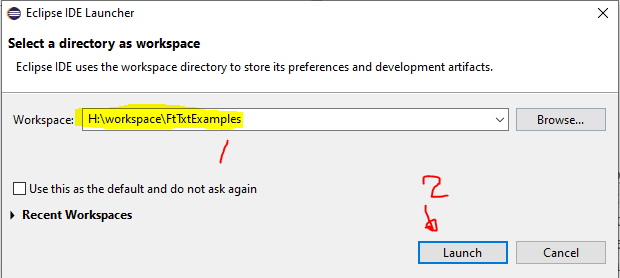 Eclipse IDE Launcher
Select a directory as workspace
Eclipse IDE uses the workspace directory to store its preferences and development artifacts.
Workspace: H:\workspace\FtTxtExamples Browse...
1
Use this as the default and do not ask again
2
Recent Workspaces
Launch Cancel